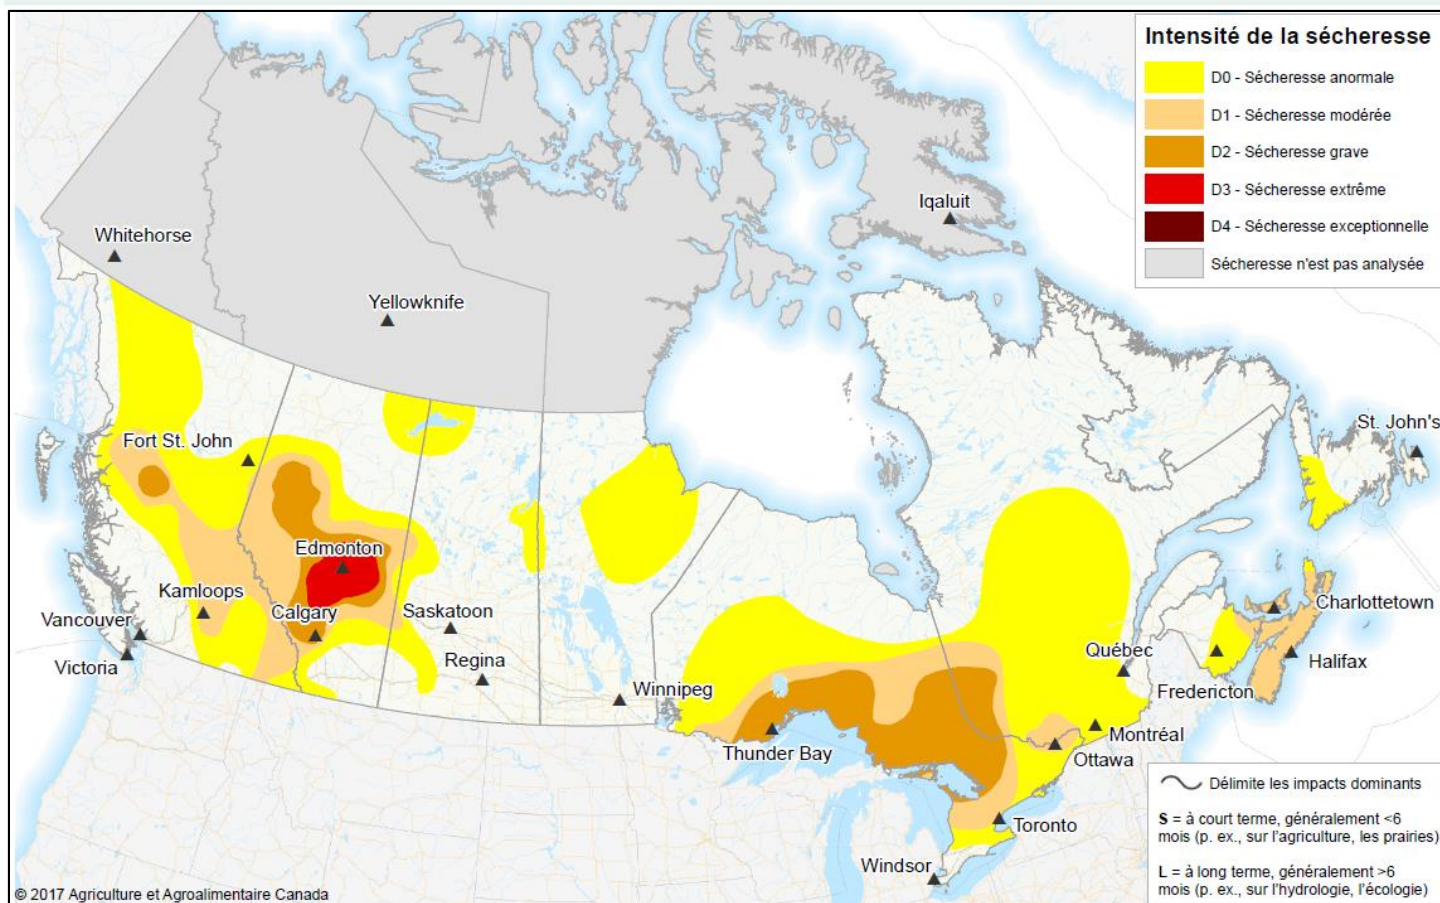 Intensité de la sécheresse
D0 - Sécheresse anormale
D1 - Sécheresse modérée
D2 - Sécheresse grave
D3 - Sécheresse extrême
D4 - Sécheresse exceptionnelle
Sécheresse n'est pas analysée
Iqaluit
Whitehorse
Yellowknife
St. John's
Fort St. John
Edmonton
Kamloops
Calgary
Saskatoon
Charlottetown
Vancouver
Victoria
Regina
Québec
Halifax
Winnipeg
Fredericton
Montréal
Thunder Bay
Ottawa
Toronto
Windsor
Délimite les impacts dominants
S = à court terme, généralement <6
mois (p. ex., sur l'agriculture, les prairies)
L = à long terme, généralement >6
mois (p. ex., sur l'hydrologie, l'écologie)
© 2017 Agriculture et Agroalimentaire Canada